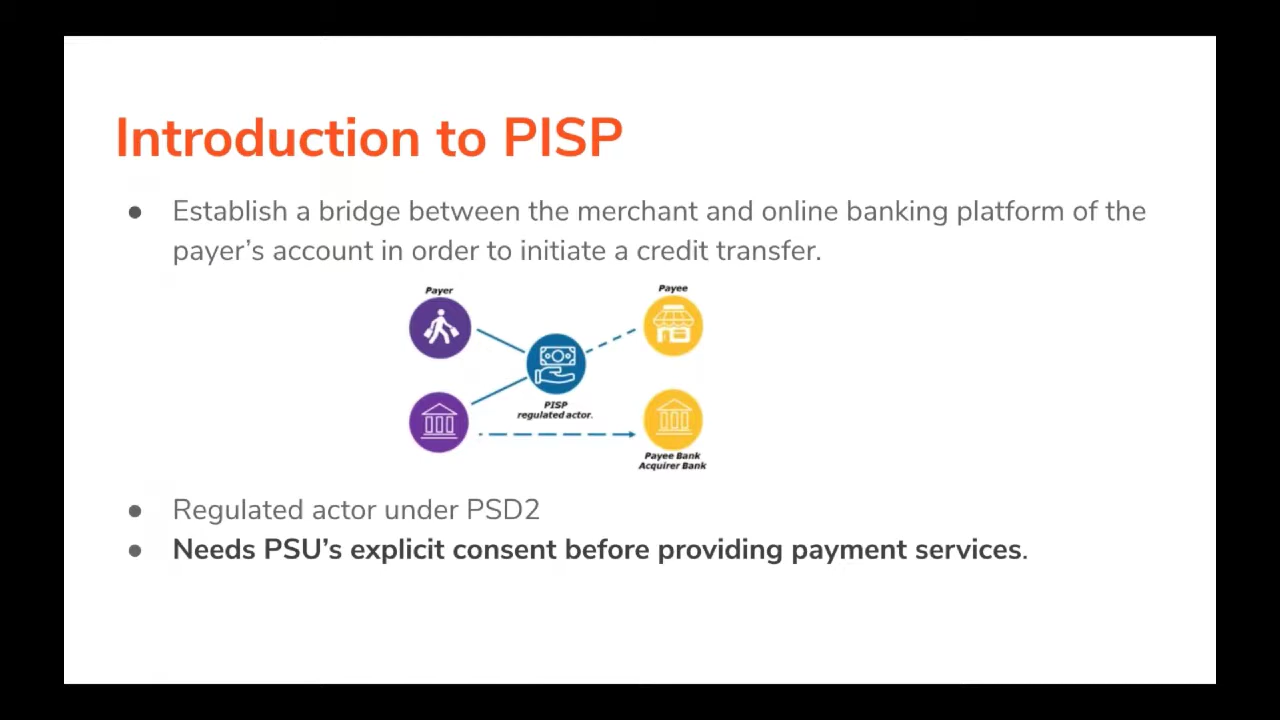 Introduction to PISP
● Establish a bridge between the merchant and online banking platform of the
payer’s account in order to initiate a credit transfer.
Payer
Payee
PISP
regulated actor.
Payee Bank
Acquirer Bank
● Regulated actor under PSD2
● Needs PSU’s explicit consent before providing payment services.